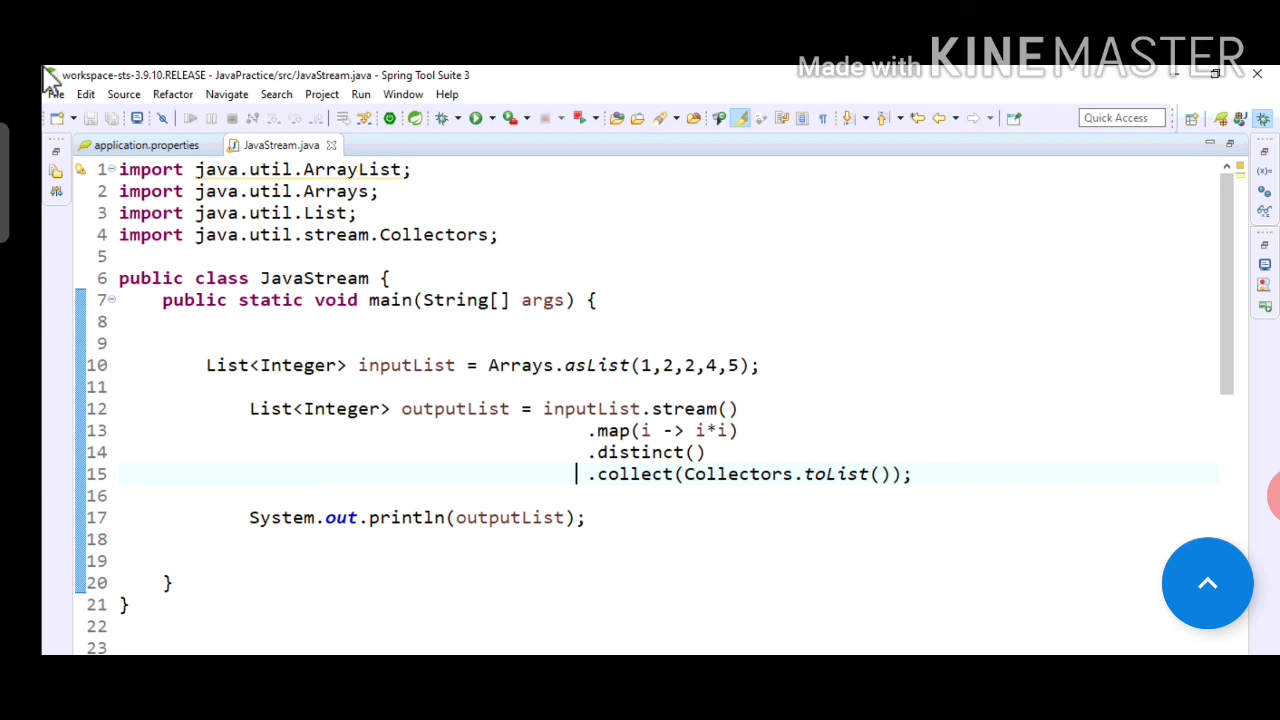 Made with KINEMASTER
workspace-sts-3.9.10.RELEASE - JavaPractice/src/JavaStream.java - Spring Tool Suite 3
File Edit Source Refactor Navigate Search Project Run Window Help
Quick Access
application.properties JavaStream.java
1 import java.util.ArrayList;
2 import java.util.Arrays;
3 import java.util.List;
4 import java.util.stream.Collectors;
5
6 public class JavaStream {
7 public static void main(String[] args) {
8
9
10 List<Integer> inputList = Arrays.asList(1,2,2,4,5);
11
12 List<Integer> outputList = inputList.stream()
13 .map(i -> i*i)
14 .distinct()
15 .collect(Collectors.toList());
16
17 System.out.println(outputList);
18
19
20 }
21 }
22
23